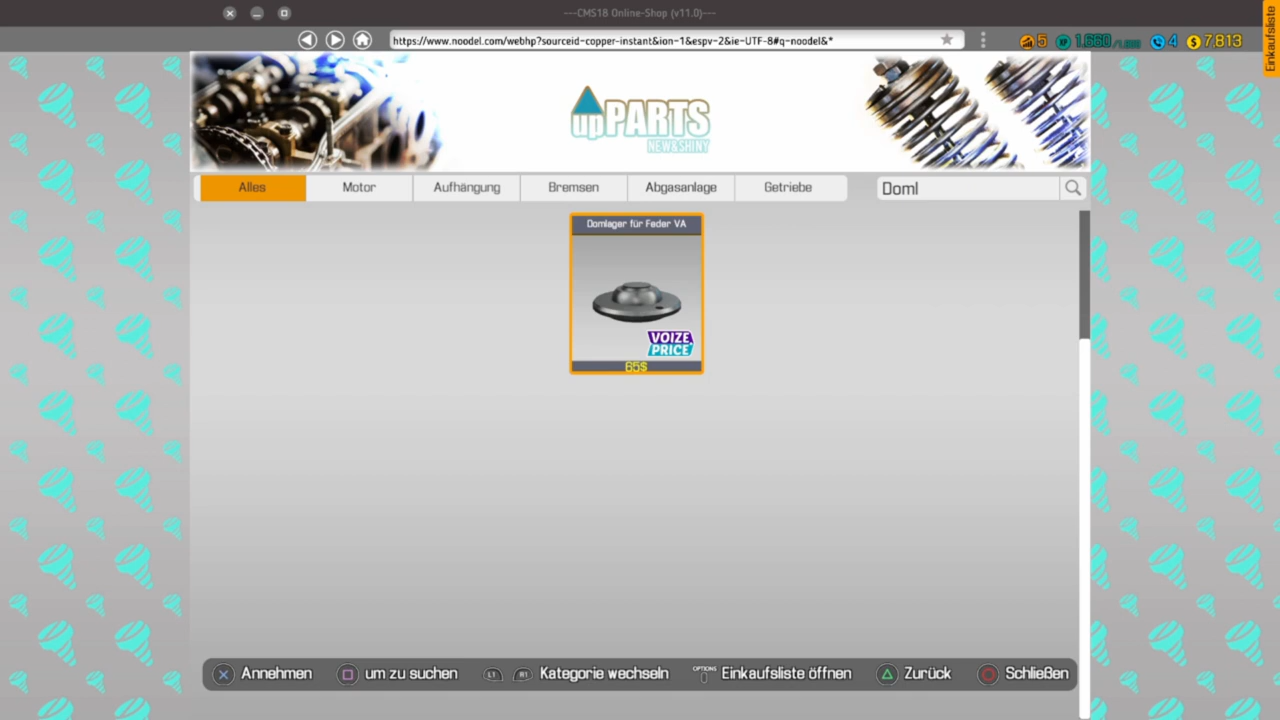 ---CMS18 Online-Shop (v11.0)---
https://www.noodel.com/webhp?sourceid-copper-instant&ion-1&espv-2&ie-UTF-8#q-noodel&*
5 1,660/1,888 4 $ 7,813
Einkaufsliste
upPARTS
NEW&SHINY
Alles Motor Aufhängung Bremsen Abgasanlage Getriebe Doml
Domlager für Feder VA
VOIZE
PRICE
65$
Annehmen um zu suchen L1 R1 Kategorie wechseln OPTIONS Einkaufsliste öffnen Zurück Schließen